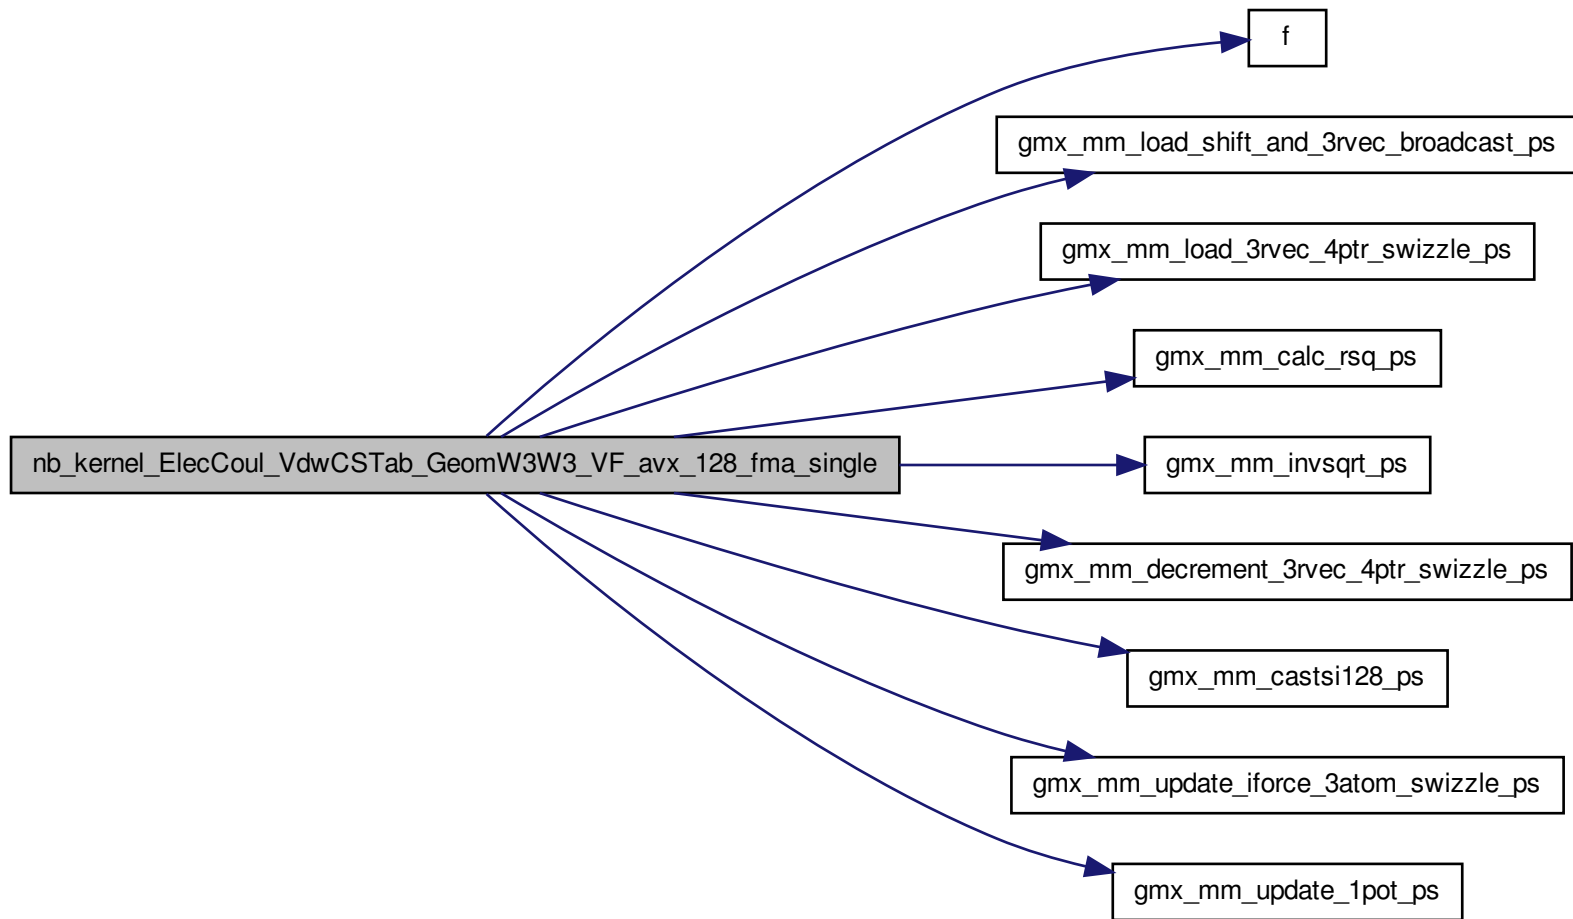 f
gmx_mm_load_shift_and_3rvec_broadcast_ps
gmx_mm_load_3rvec_4ptr_swizzle_ps
gmx_mm_calc_rsq_ps
nb_kernel_ElecCoul_VdwCSTab_GeomW3W3_VF_avx_128_fma_single
gmx_mm_invsqrt_ps
gmx_mm_decrement_3rvec_4ptr_swizzle_ps
gmx_mm_castsi128_ps
gmx_mm_update_iforce_3atom_swizzle_ps
gmx_mm_update_1pot_ps